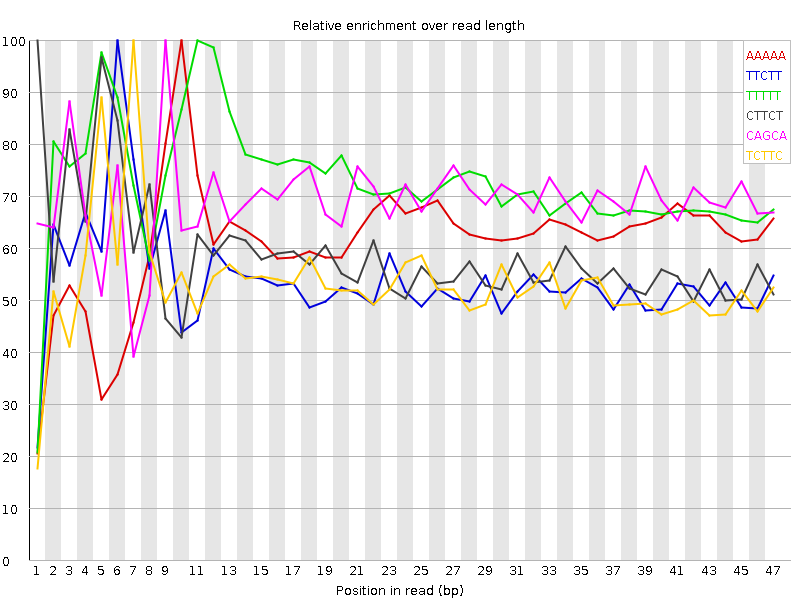 Relative enrichment over read length
100
90
80
70
60
50
40
30
20
10
0
AAAAA
TTCTT
TTTTT
CTTCT
CAGCA
TCTTC
1 2 3 4 5 6 7 8 9 11 13 15 17 19 21 23 25 27 29 31 33 35 37 39 41 43 45 47
Position in read (bp)